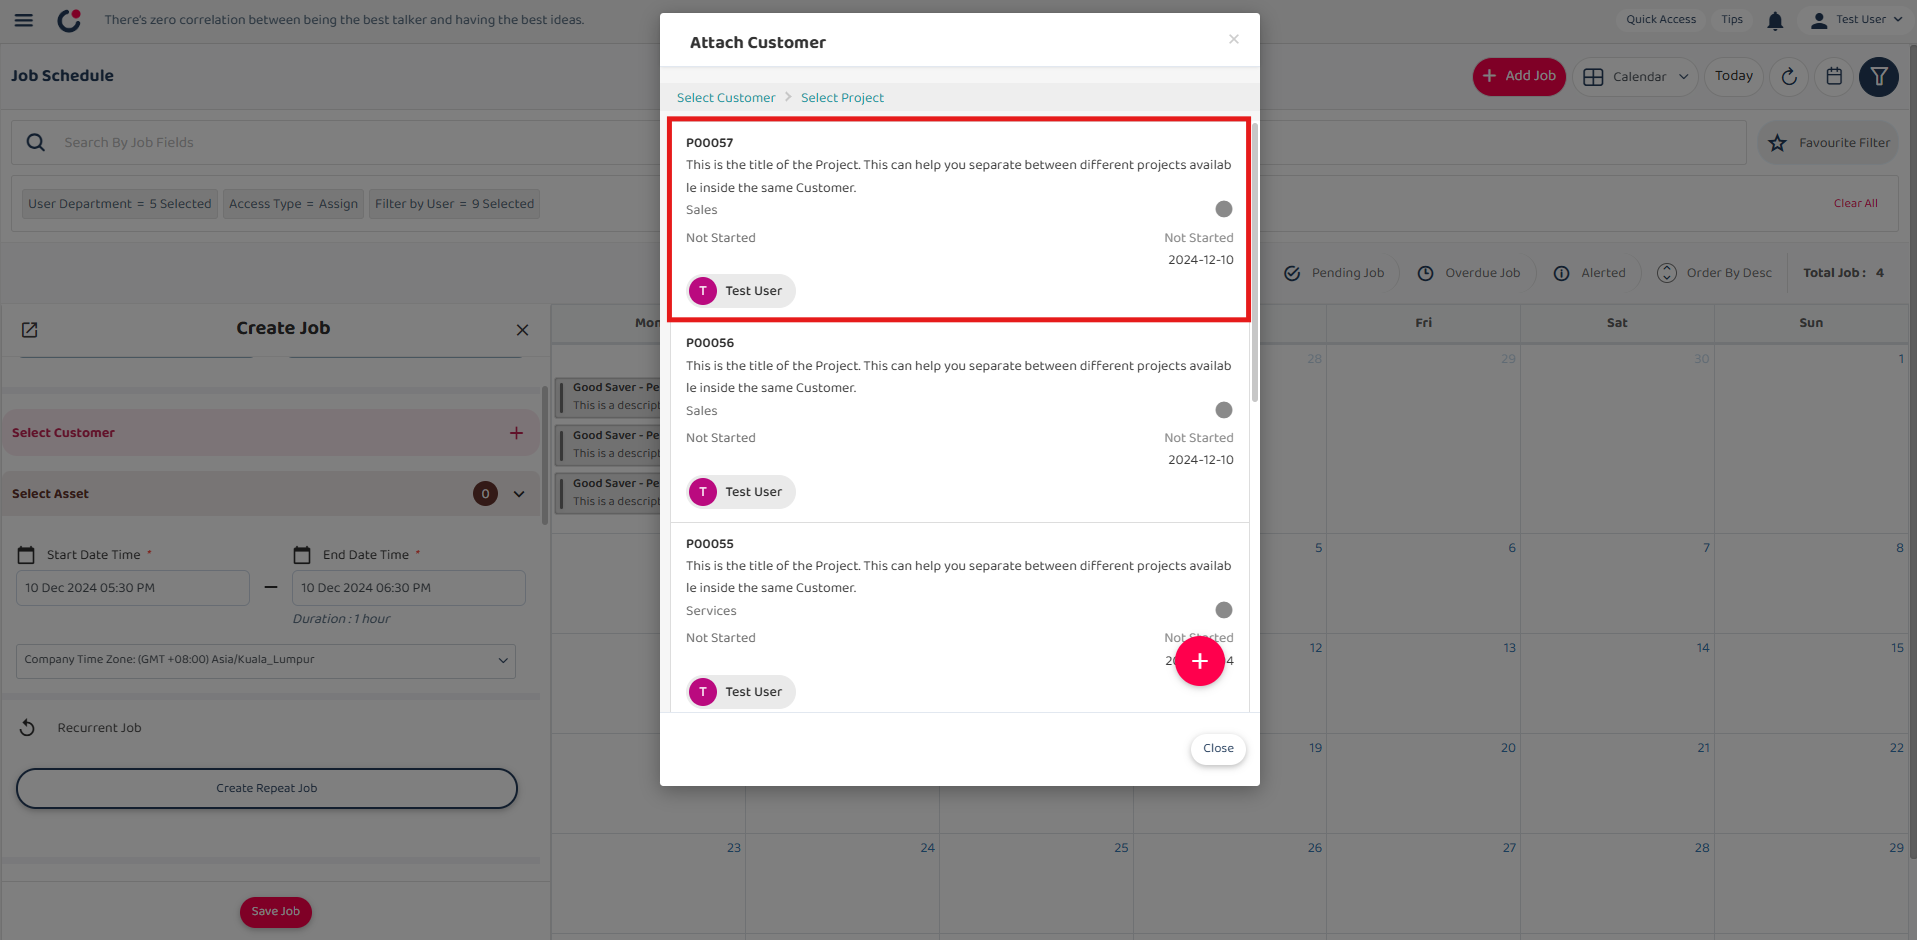 There's zero correlation between being the best talker and having the best ideas.
Quick Access
Tips
Test User
Job Schedule
Add Job
Calendar
Today
Search By Job Fields
Favourite Filter
User Department = 5 Selected
Access Type = Assign
Filter by User = 9 Selected
Clear All
Pending Job
Overdue Job
Alerted
Order By Desc
Total Job : 4
Create Job
Select Customer
Select Asset
0
Start Date Time *
End Date Time *
10 Dec 2024 05:30 PM
10 Dec 2024 06:30 PM
Duration : 1 hour
Company Time Zone: (GMT +08:00) Asia/Kuala_Lumpur
Recurrent Job
Create Repeat Job
Save Job
Attach Customer
Select Customer > Select Project
P00057
This is the title of the Project. This can help you separate between different projects availab
le inside the same Customer.
Sales
Not Started
Not Started
2024-12-10
T
Test User
P00056
This is the title of the Project. This can help you separate between different projects availab
le inside the same Customer.
Sales
Not Started
Not Started
2024-12-10
T
Test User
P00055
This is the title of the Project. This can help you separate between different projects availab
le inside the same Customer.
Services
Not Started
T
Test User
Close
Fri
Sat
Sun
28
29
30
1
Good Saver - Pe
This is a descript
Good Saver - Pe
This is a descript
Good Saver - Pe
This is a descript
5
6
7
8
12
13
14
15
19
20
21
22
23
24
25
26
27
28
29